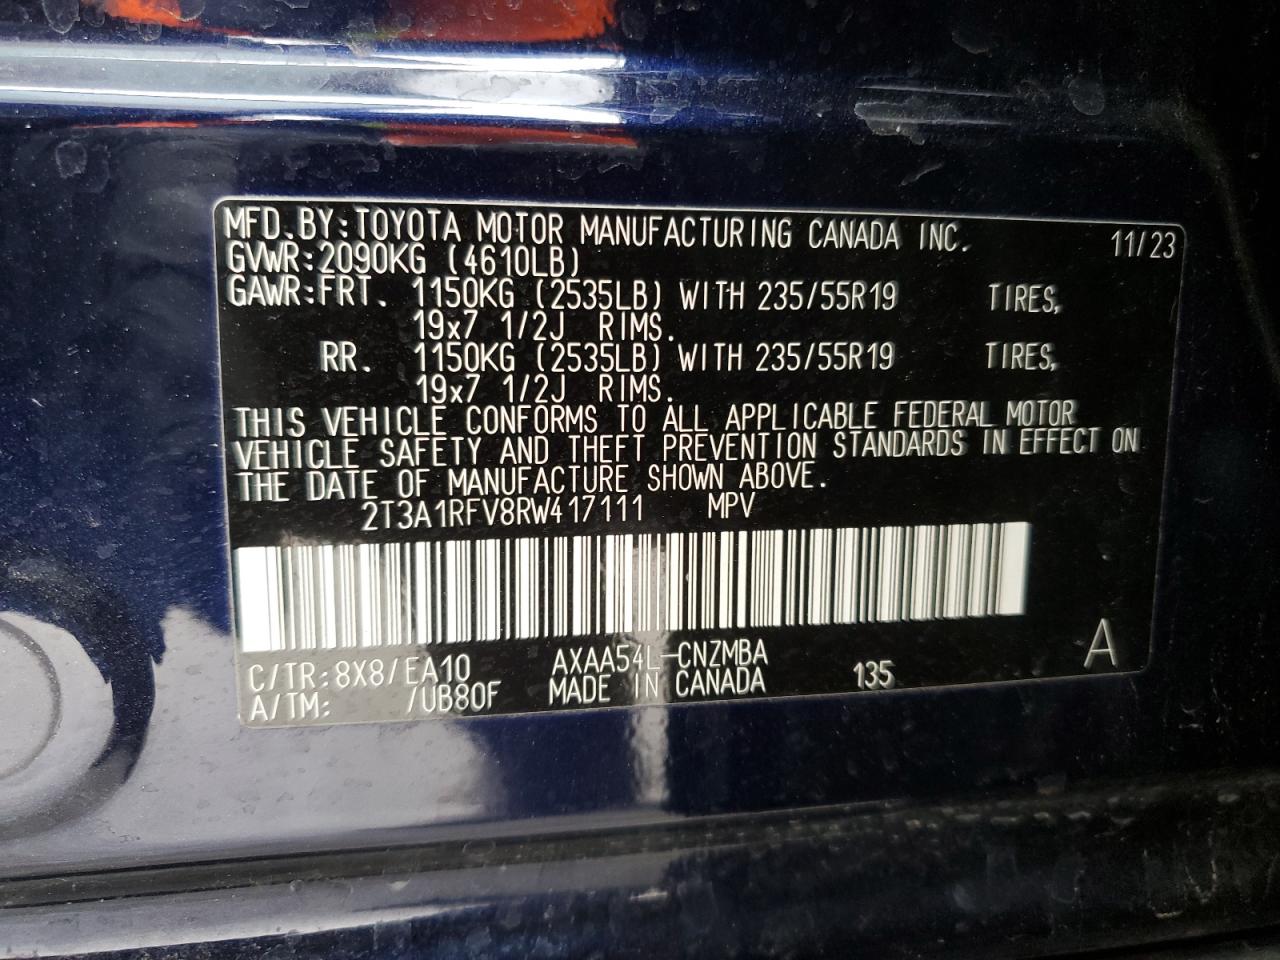 MFD.BY:TOYOTA MOTOR MANUFACTURING CANADA INC. 11/23
GVWR:2090KG (4610LB)
GAWR:FRT. 1150KG (2535LB) WITH 235/55R19 TIRES,
19x7 1/2J RIMS.
RR. 1150KG (2535LB) WITH 235/55R19 TIRES,
19x7 1/2J RIMS.
THIS VEHICLE CONFORMS TO ALL APPLICABLE FEDERAL MOTOR
VEHICLE SAFETY AND THEFT PREVENTION STANDARDS IN EFFECT ON
THE DATE OF MANUFACTURE SHOWN ABOVE.
2T3A1RFV8RW417111 MPV
C/TR:8X8/EA10 AXAA54L-CNZMBA 135 A
A/TM: /UB80F MADE IN CANADA